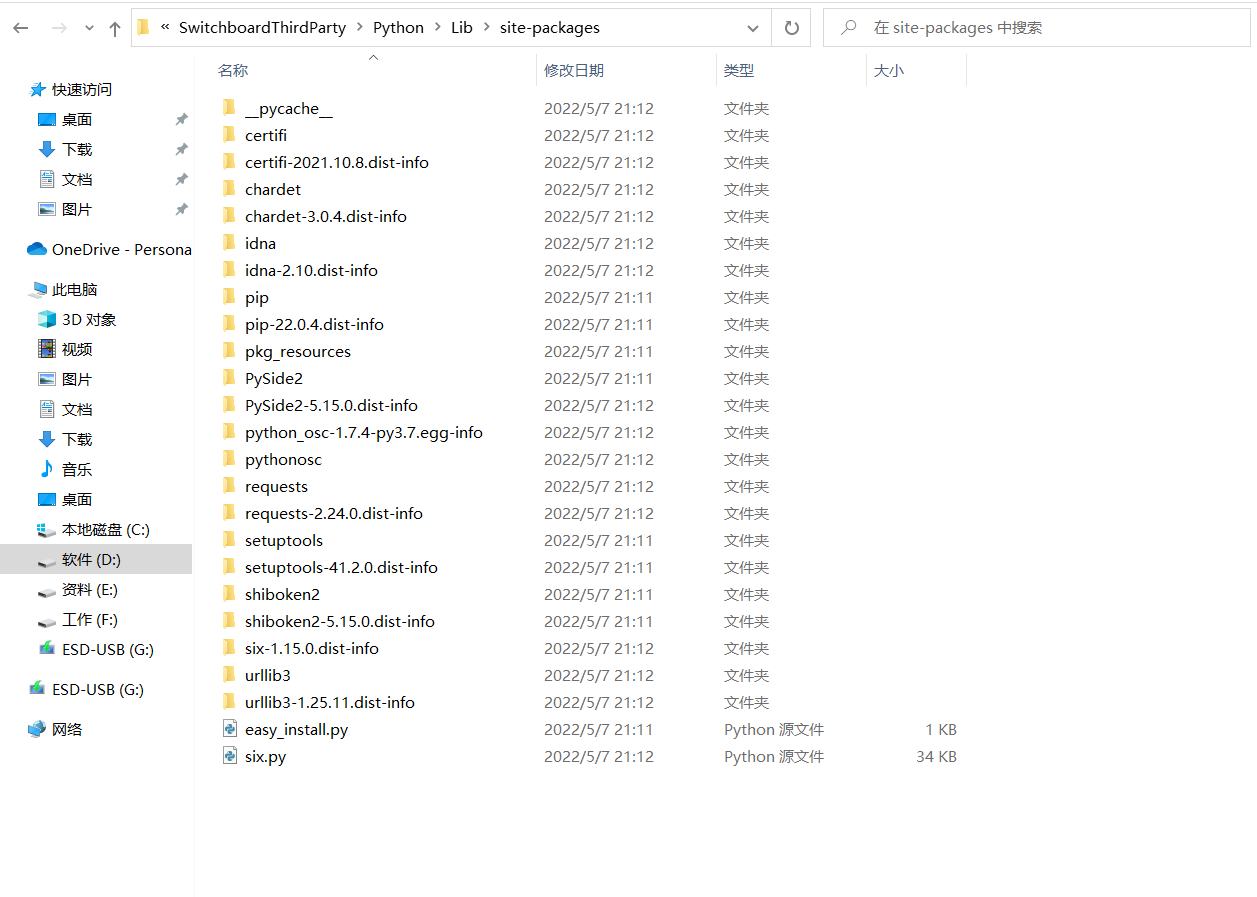 « SwitchboardThirdParty > Python > Lib > site-packages
在 site-packages 中搜索
名称 修改日期 类型 大小
快速访问
桌面
下载
文档
图片
OneDrive - Persona
此电脑
3D 对象
视频
图片
文档
下载
音乐
桌面
本地磁盘 (C:)
软件 (D:)
资料 (E:)
工作 (F:)
ESD-USB (G:)
ESD-USB (G:)
网络
__pycache__ 2022/5/7 21:12 文件夹
certifi 2022/5/7 21:12 文件夹
certifi-2021.10.8.dist-info 2022/5/7 21:12 文件夹
chardet 2022/5/7 21:12 文件夹
chardet-3.0.4.dist-info 2022/5/7 21:12 文件夹
idna 2022/5/7 21:12 文件夹
idna-2.10.dist-info 2022/5/7 21:12 文件夹
pip 2022/5/7 21:11 文件夹
pip-22.0.4.dist-info 2022/5/7 21:11 文件夹
pkg_resources 2022/5/7 21:11 文件夹
PySide2 2022/5/7 21:11 文件夹
PySide2-5.15.0.dist-info 2022/5/7 21:12 文件夹
python_osc-1.7.4-py3.7.egg-info 2022/5/7 21:12 文件夹
pythonosc 2022/5/7 21:12 文件夹
requests 2022/5/7 21:12 文件夹
requests-2.24.0.dist-info 2022/5/7 21:12 文件夹
setuptools 2022/5/7 21:11 文件夹
setuptools-41.2.0.dist-info 2022/5/7 21:11 文件夹
shiboken2 2022/5/7 21:11 文件夹
shiboken2-5.15.0.dist-info 2022/5/7 21:11 文件夹
six-1.15.0.dist-info 2022/5/7 21:12 文件夹
urllib3 2022/5/7 21:12 文件夹
urllib3-1.25.11.dist-info 2022/5/7 21:12 文件夹
easy_install.py 2022/5/7 21:11 Python 源文件 1 KB
six.py 2022/5/7 21:12 Python 源文件 34 KB